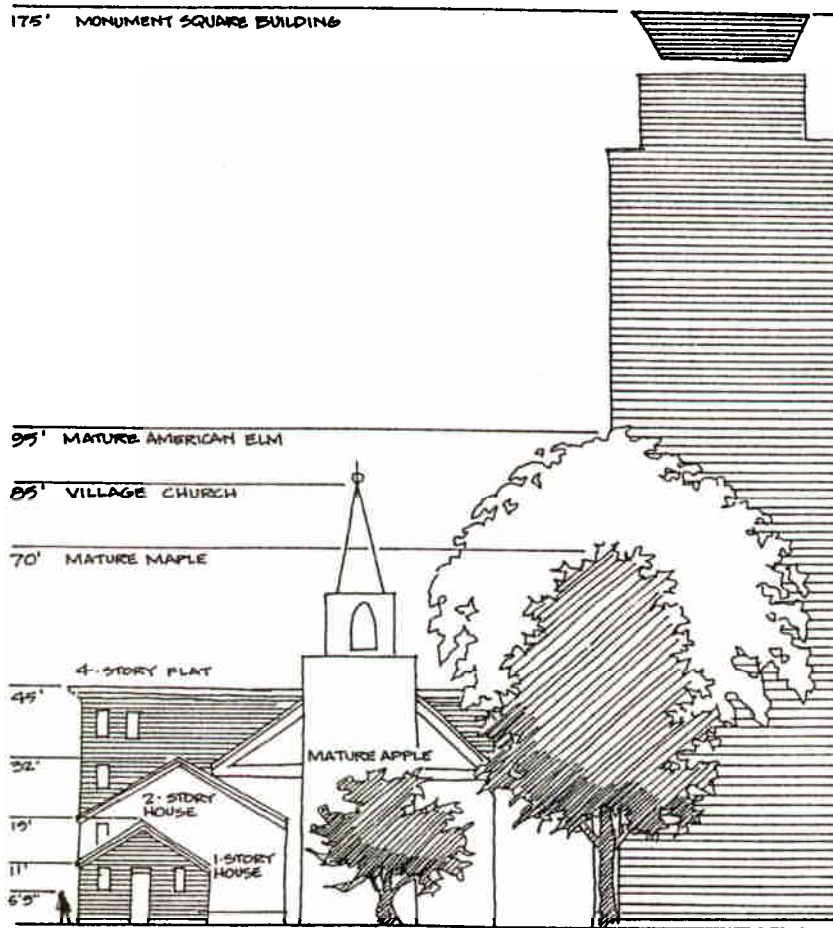 175' MONUMENT SQUARE BUILDING
95' MATURE AMERICAN ELM
85' VILLAGE CHURCH
70' MATURE MAPLE
4-STORY FLAT
45'
32'
MATURE APPLE
2-STORY
HOUSE
19'
1-STORY
HOUSE
11'
5'9"